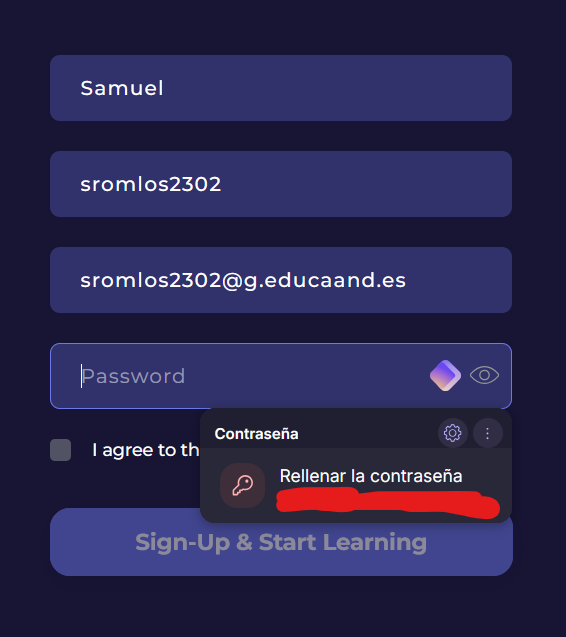 Samuel
sromlos2302
sromlos2302@g.educaand.es
Password
Contraseña
I agree to th
Rellenar la contraseña
Sign-Up & Start Learning